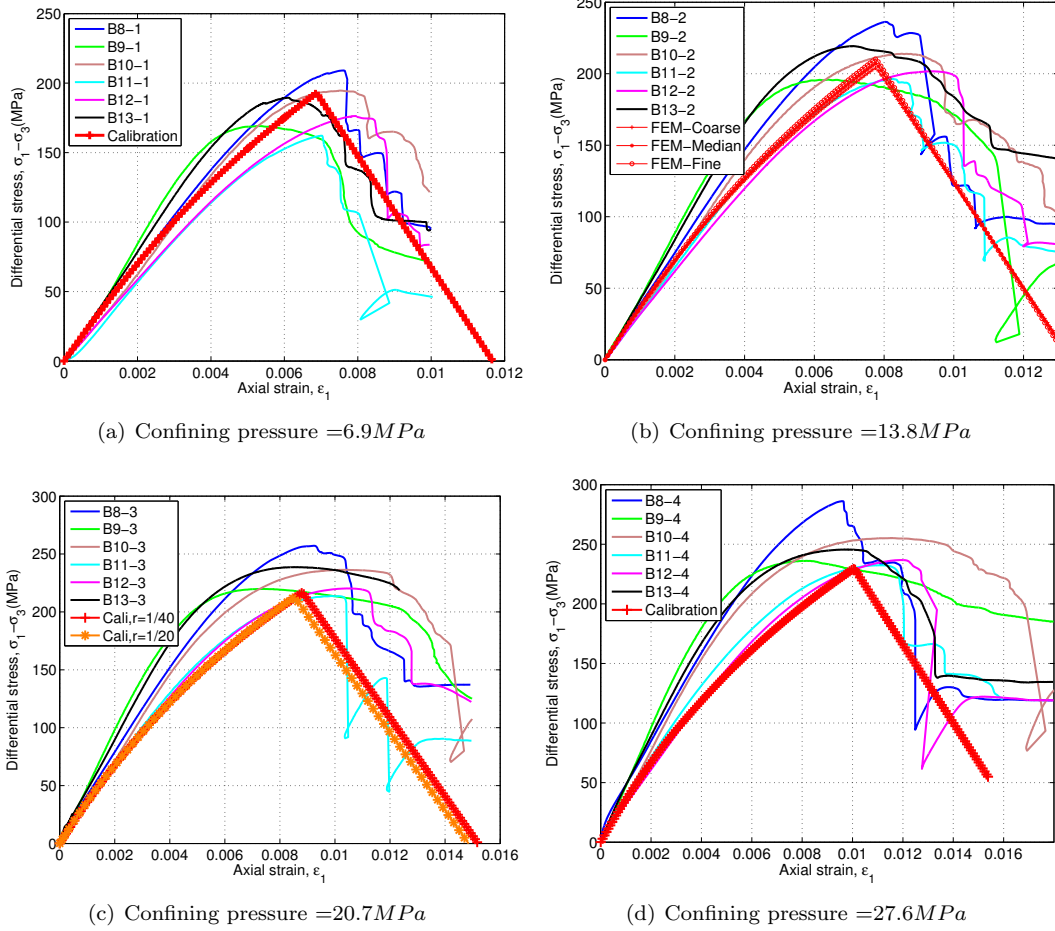 250
200
150
100
50
0
Differential stress, σ1−σ3(MPa)
B8−1
B9−1
B10−1
B11−1
B12−1
B13−1
Calibration
0 0.002 0.004 0.006 0.008 0.01 0.012
Axial strain, ε1
(a) Confining pressure =6.9MPa
250
200
150
100
50
0
Differential stress, σ1−σ3(MPa)
B8−2
B9−2
B10−2
B11−2
B12−2
B13−2
FEM−Coarse
FEM−Median
FEM−Fine
0 0.002 0.004 0.006 0.008 0.01 0.012
Axial strain, ε1
(b) Confining pressure =13.8MPa
300
250
200
150
100
50
0
Differential stress, σ1−σ3(MPa)
B8−3
B9−3
B10−3
B11−3
B12−3
B13−3
Cali,r=1/40
Cali,r=1/20
0 0.002 0.004 0.006 0.008 0.01 0.012 0.014 0.016
Axial strain, ε1
(c) Confining pressure =20.7MPa
300
250
200
150
100
50
0
Differential stress, σ1−σ3(MPa)
B8−4
B9−4
B10−4
B11−4
B12−4
B13−4
Calibration
0 0.002 0.004 0.006 0.008 0.01 0.012 0.014 0.016
Axial strain, ε1
(d) Confining pressure =27.6MPa